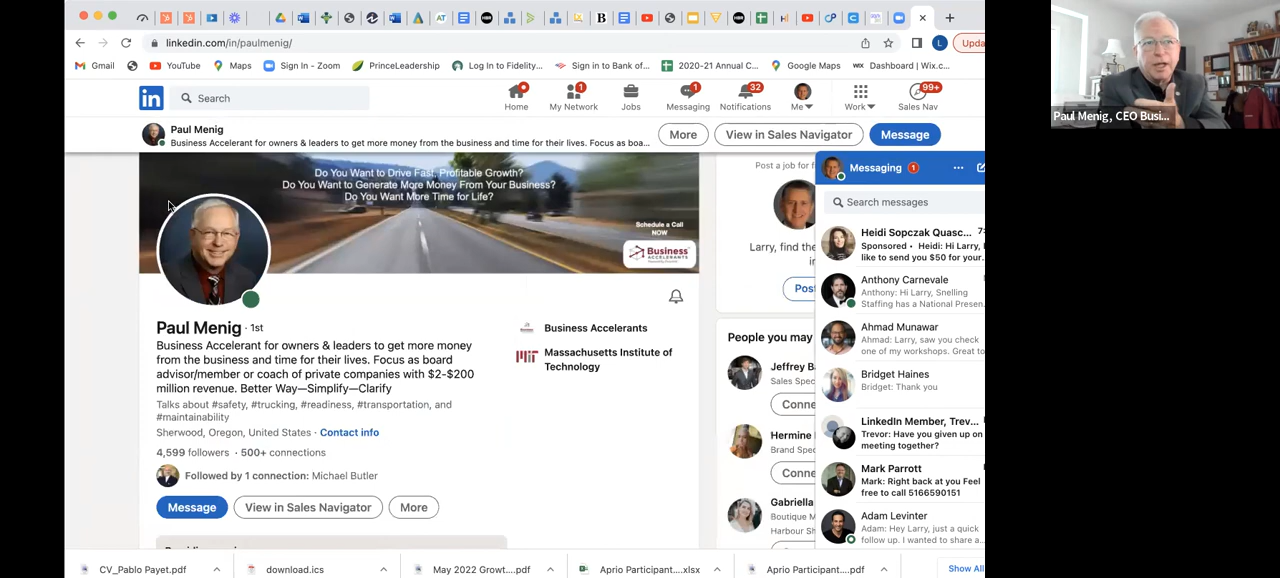 linkedin.com/in/paulmenig/
Upda
Gmail
YouTube
Maps
Sign In - Zoom
PrinceLeadership
Log In to Fidelity...
Sign in to Bank of...
2020-21 Annual C...
Google Maps
Dashboard | Wix.c...
Search
Home
My Network
Jobs
Messaging
Notifications
Me
Work
Sales Nav
1
1
32
99+
Paul Menig
Business Accelerant for owners & leaders to get more money from the business and time for their lives. Focus as boa...
More
View in Sales Navigator
Message
Do You Want to Drive Fast, Profitable Growth?
Do You Want to Generate More Money From Your Business?
Do You Want More Time for Life?
Schedule a Call
NOW
Business
Paul Menig · 1st
Business Accelerant for owners & leaders to get more money
from the business and time for their lives. Focus as board
advisor/member or coach of private companies with $2-$200
million revenue. Better Way—Simplify—Clarify
Talks about #safety, #trucking, #readiness, #transportation, and
#maintainability
Sherwood, Oregon, United States · Contact info
4,599 followers · 500+ connections
Followed by 1 connection: Michael Butler
Message
View in Sales Navigator
More
Business Accelerants
Massachusetts Institute of
Technology
Post a job for f
Larry, find the
Post
People you may
Jeffrey B
Sales Spec
Conne
Hermine
Brand Spec
Conne
Gabriella
Boutique M
Harbour Sh
Messaging 1
Search messages
Heidi Sopczak Quasc...
Sponsored · Heidi: Hi Larry, I
like to send you $50 for your
Anthony Carnevale
Anthony: Hi Larry, Snelling
Staffing has a National Presen
Ahmad Munawar
Ahmad: Larry, saw you check
one of my workshops. Great to
Bridget Haines
Bridget: Thank you
LinkedIn Member, Trev...
Trevor: Have you given up on
meeting together?
Mark Parrott
Mark: Right back at you Feel
free to call 5166590151
Adam Levinter
Adam: Hey Larry, just a quick
follow up. I wanted to share a
CV_Pablo Payet.pdf
download.ics
May 2022 Growt....pdf
Aprio Participant....xlsx
Aprio Participant....pdf
Show All
Paul Menig, CEO Busi...